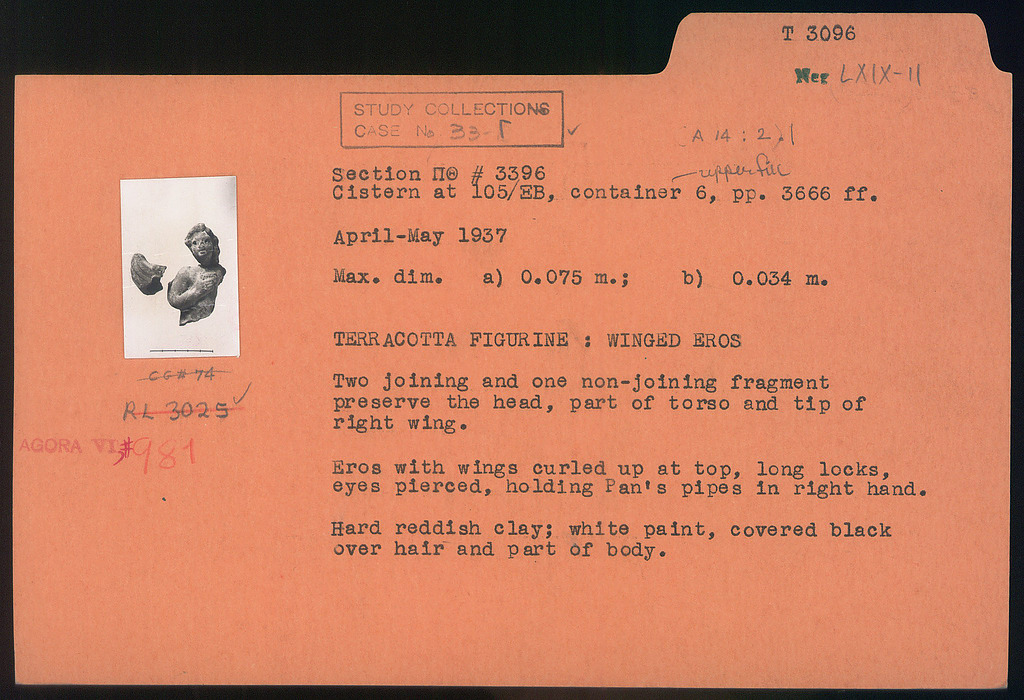 T 3096
Neg LXIX-11
STUDY COLLECTIONS
CASE No 33-
A 14 : 2).1
upper fill
Section ΠΘ # 3396
Cistern at 105/EB, container 6, pp. 3666 ff.
April-May 1937
Max. dim. a) 0.075 m.; b) 0.034 m.
TERRACOTTA FIGURINE : WINGED EROS
CG# 74
RL 3025
Two joining and one non-joining fragment
preserve the head, part of torso and tip of
right wing.
AGORA VI,#981
Eros with wings curled up at top, long locks,
eyes pierced, holding Pan's pipes in right hand.
Hard reddish clay; white paint, covered black
over hair and part of body.